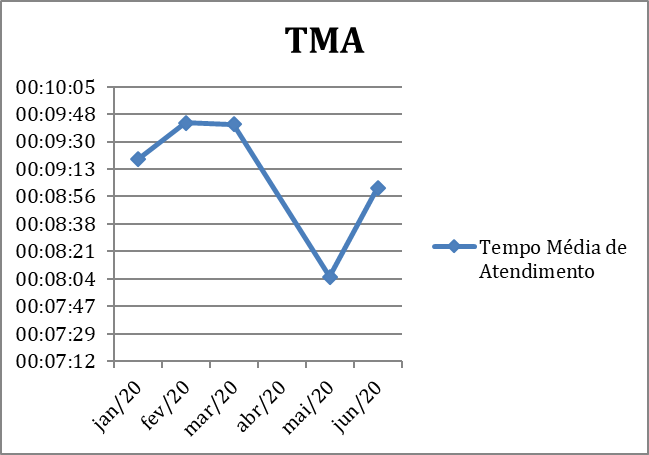 TMA
00:10:05
00:09:48
00:09:30
00:09:13
00:08:56
00:08:38
00:08:21
00:08:04
00:07:47
00:07:29
00:07:12
jan/20
fev/20
mar/20
abr/20
mai/20
jun/20
Tempo Média de
Atendimento